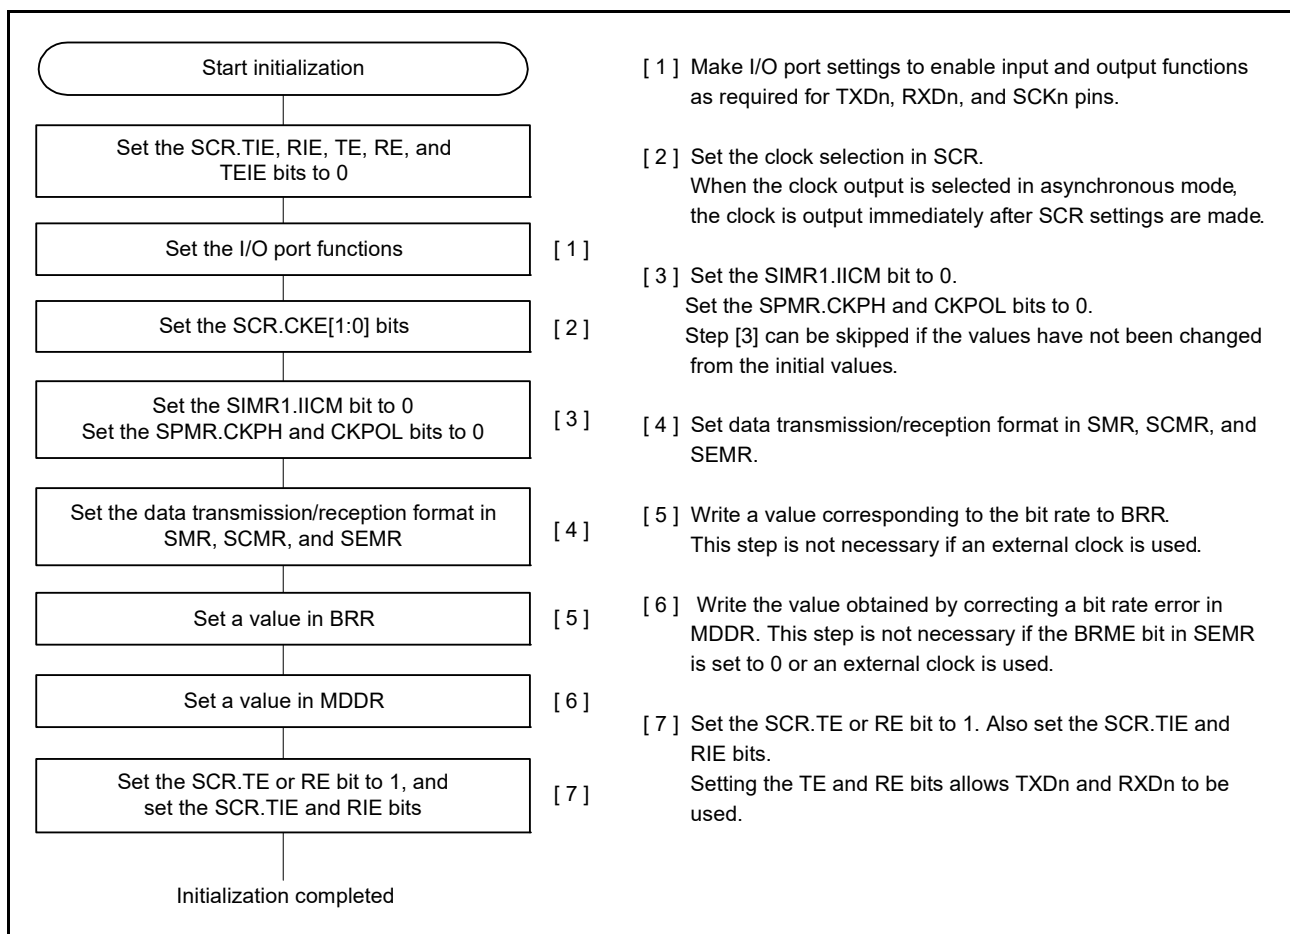 Start initialization
Set the SCR.TIE, RIE, TE, RE, and
TEIE bits to 0
Set the I/O port functions
[ 1 ]
Set the SCR.CKE[1:0] bits
[ 2 ]
Set the SIMR1.IICM bit to 0
Set the SPMR.CKPH and CKPOL bits to 0
[ 3 ]
Set the data transmission/reception format in
SMR, SCMR, and SEMR
[ 4 ]
Set a value in BRR
[ 5 ]
Set a value in MDDR
[ 6 ]
Set the SCR.TE or RE bit to 1, and
set the SCR.TIE and RIE bits
[ 7 ]
Initialization completed
[ 1 ] Make I/O port settings to enable input and output functions
as required for TXDn, RXDn, and SCKn pins.
[ 2 ] Set the clock selection in SCR.
When the clock output is selected in asynchronous mode,
the clock is output immediately after SCR settings are made.
[ 3 ] Set the SIMR1.IICM bit to 0.
Set the SPMR.CKPH and CKPOL bits to 0.
Step [3] can be skipped if the values have not been changed
from the initial values.
[ 4 ] Set data transmission/reception format in SMR, SCMR, and
SEMR.
[ 5 ] Write a value corresponding to the bit rate to BRR.
This step is not necessary if an external clock is used.
[ 6 ] Write the value obtained by correcting a bit rate error in
MDDR. This step is not necessary if the BRME bit in SEMR
is set to 0 or an external clock is used.
[ 7 ] Set the SCR.TE or RE bit to 1. Also set the SCR.TIE and
RIE bits.
Setting the TE and RE bits allows TXDn and RXDn to be
used.